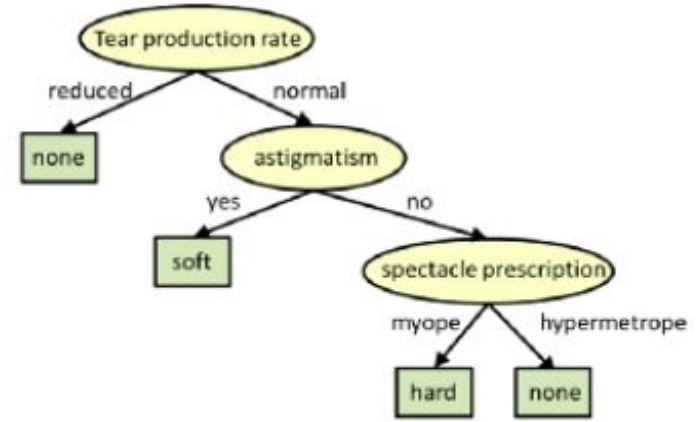 Tear production rate
reduced
normal
none
astigmatism
yes
no
soft
spectacle prescription
myope
hypermetrope
hard
none